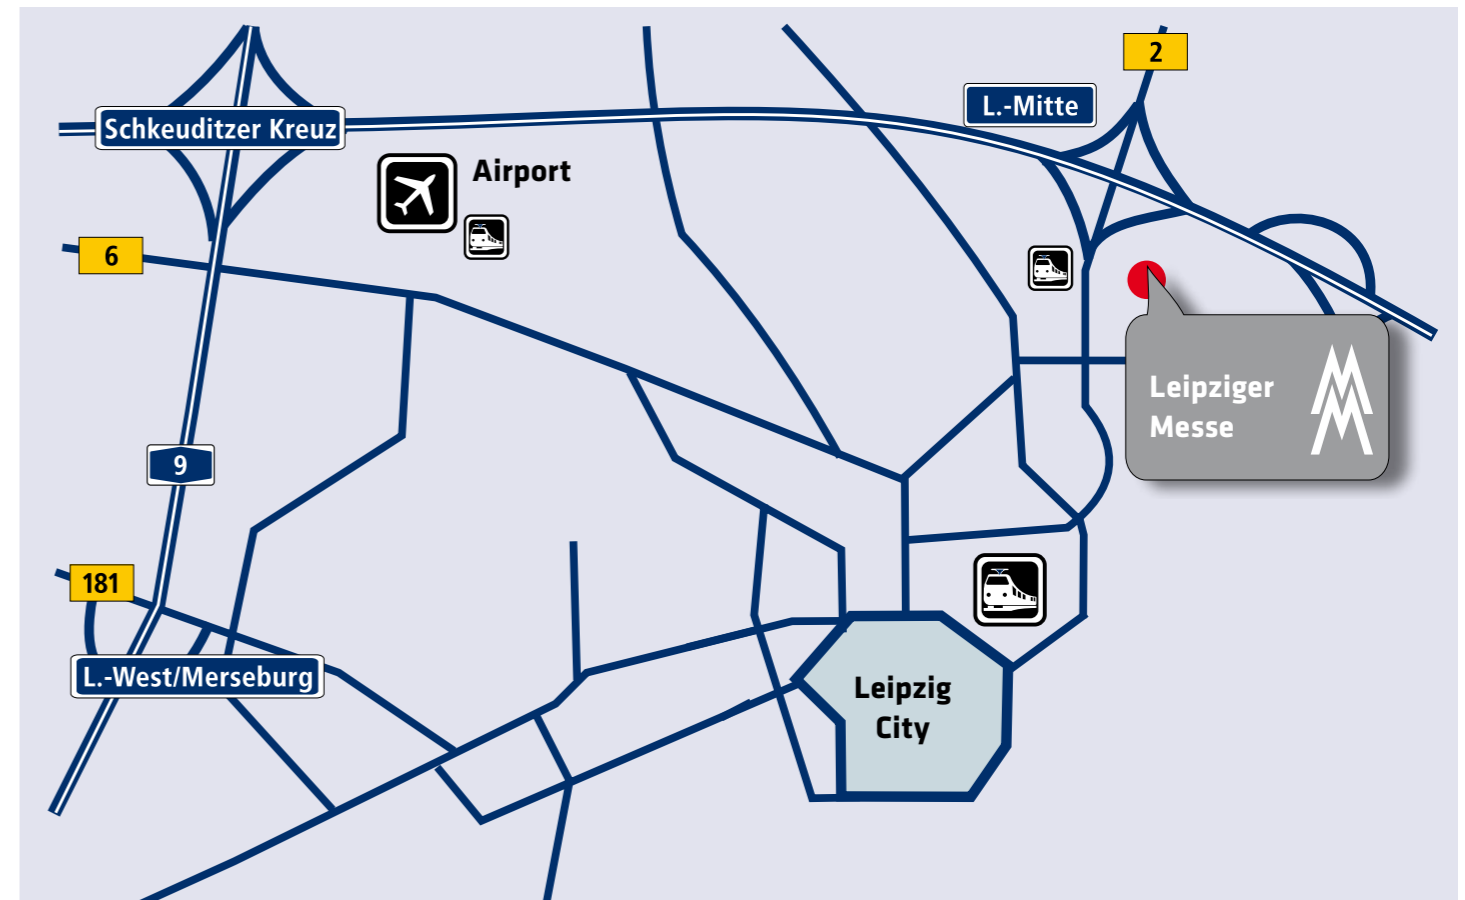 2
L.-Mitte
Schkeuditzer Kreuz
Airport
6
Leipziger
Messe
9
181
L.-West/Merseburg
Leipzig
City